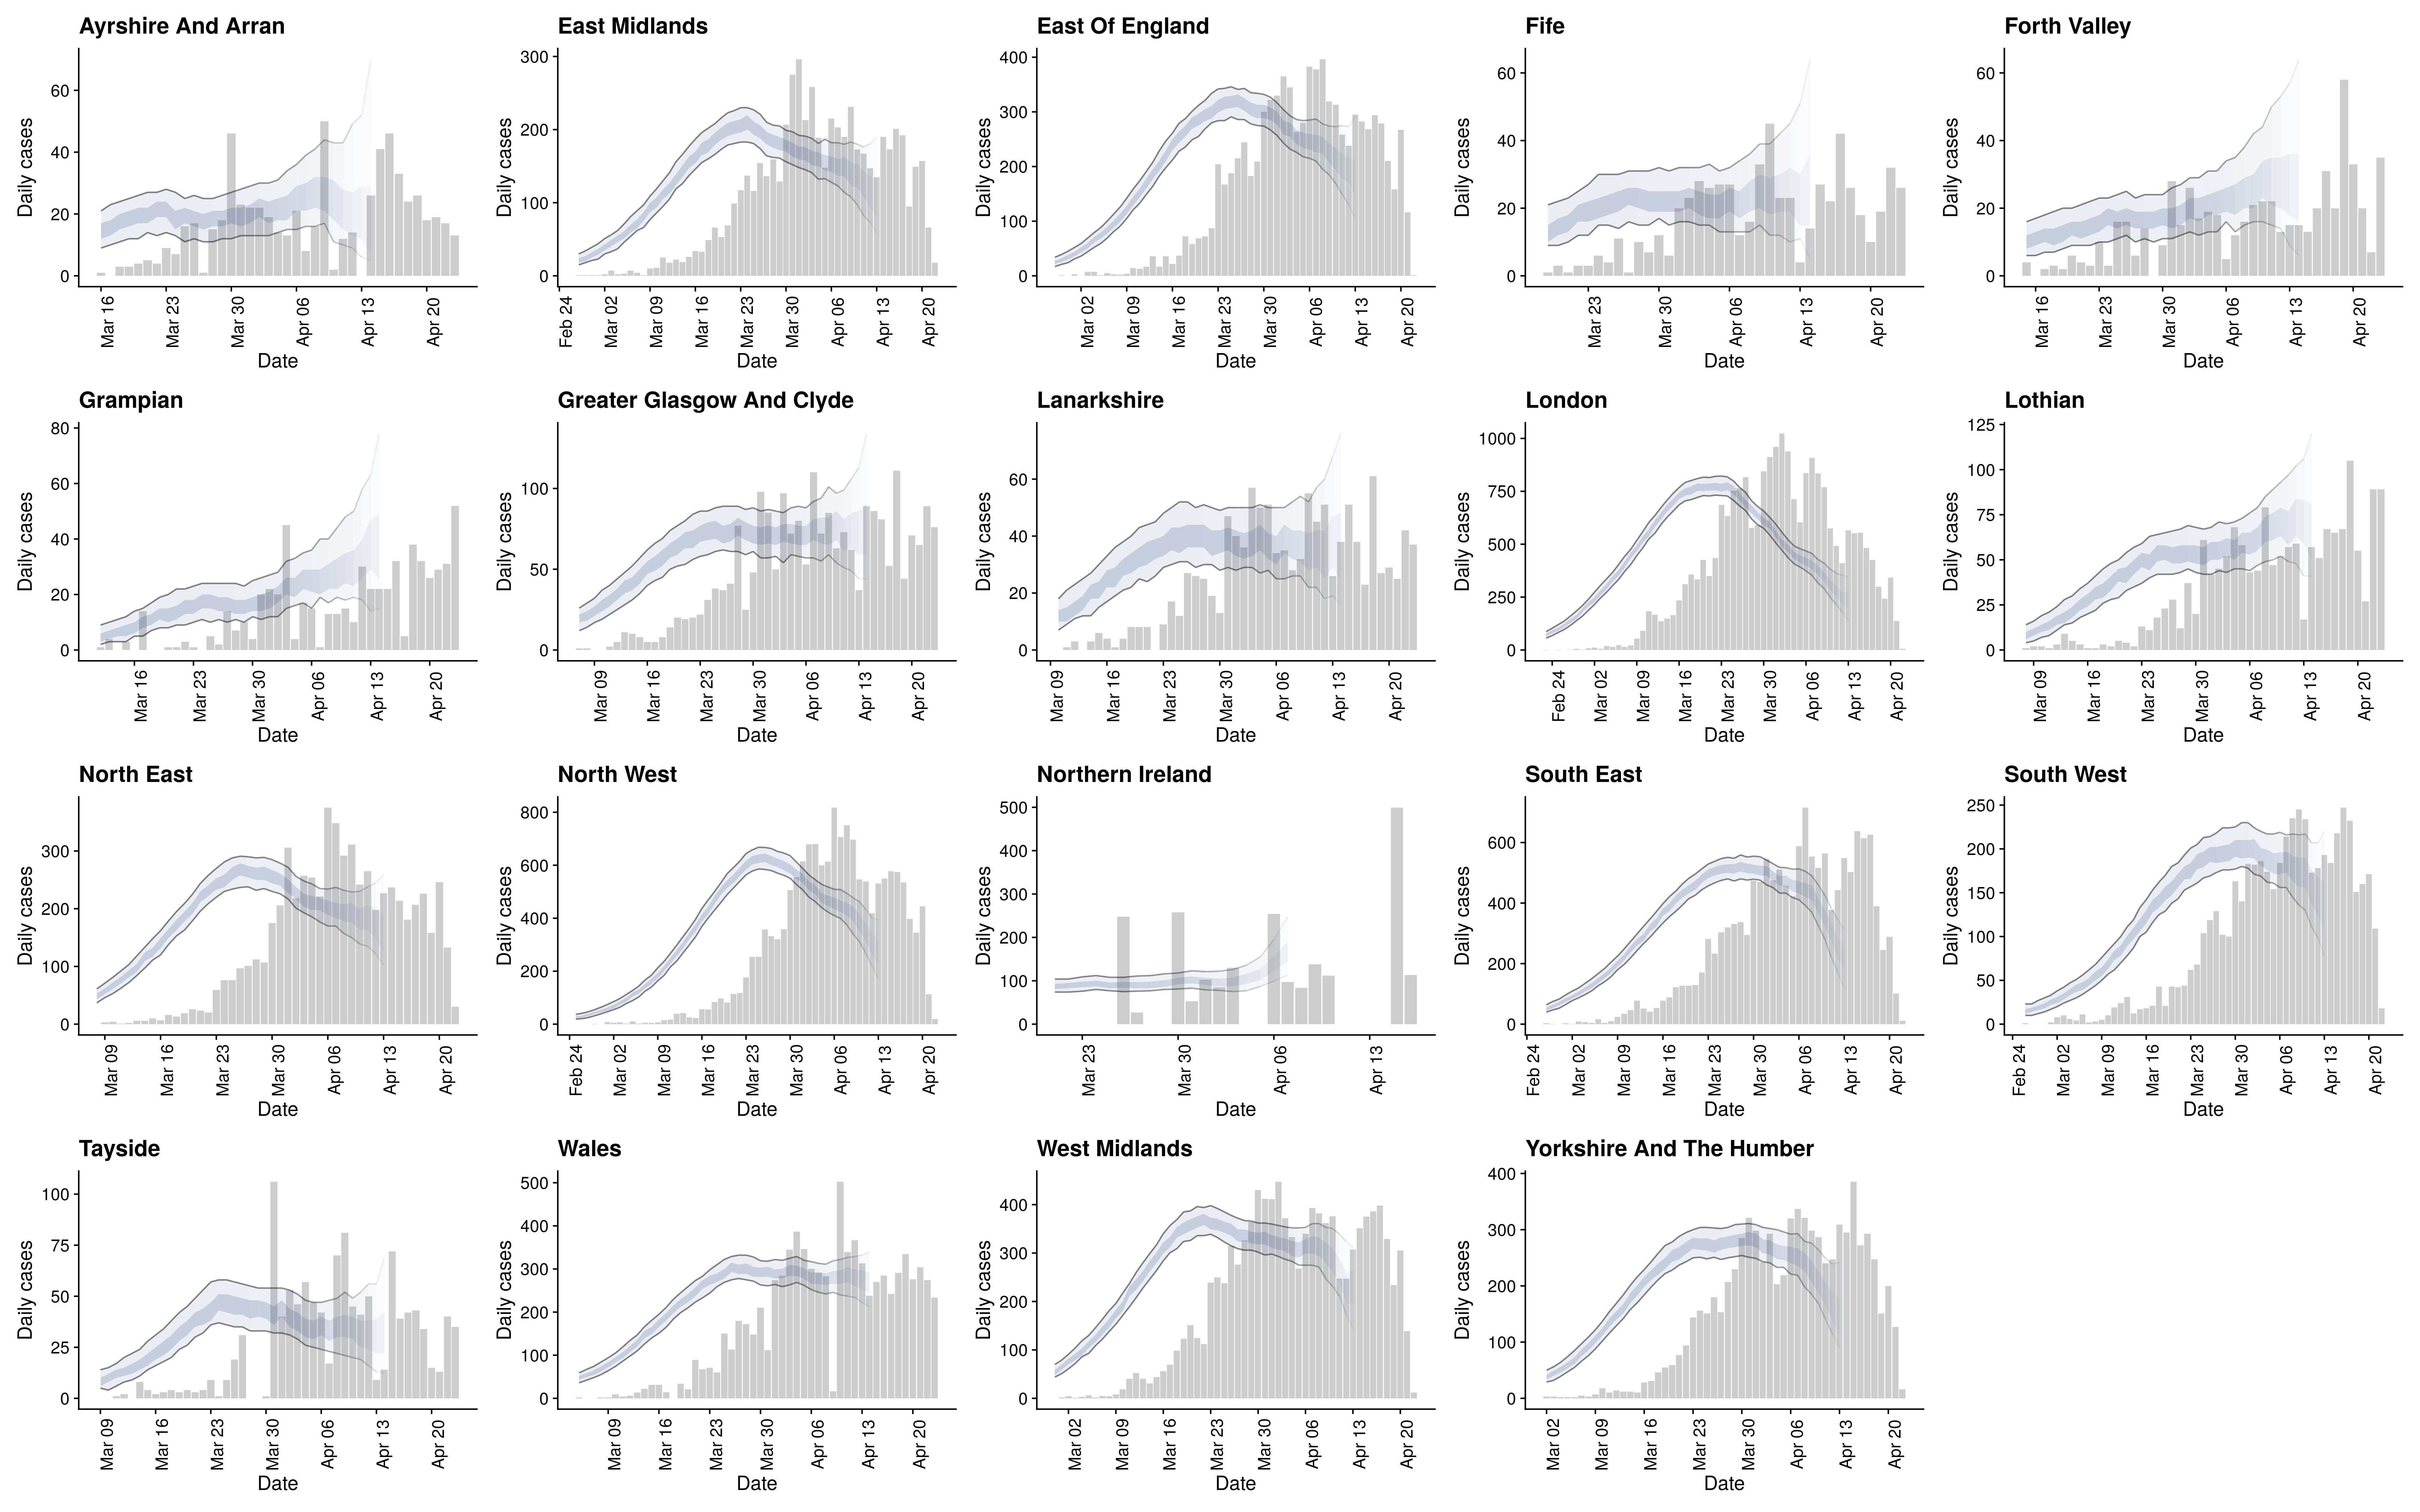 Ayrshire And Arran
Daily cases
60
40
20
0
Mar 16
Mar 23
Mar 30
Apr 06
Apr 13
Apr 20
Date
East Midlands
Daily cases
300
200
100
0
Feb 24
Mar 02
Mar 09
Mar 16
Mar 23
Mar 30
Apr 06
Apr 13
Apr 20
Date
East Of England
Daily cases
400
300
200
100
0
Mar 02
Mar 09
Mar 16
Mar 23
Mar 30
Apr 06
Apr 13
Apr 20
Date
Fife
Daily cases
60
40
20
0
Mar 23
Mar 30
Apr 06
Apr 13
Apr 20
Date
Forth Valley
Daily cases
60
40
20
0
Mar 16
Mar 23
Mar 30
Apr 06
Apr 13
Apr 20
Date
Grampian
Daily cases
80
60
40
20
0
Mar 16
Mar 23
Mar 30
Apr 06
Apr 13
Apr 20
Date
Greater Glasgow And Clyde
Daily cases
100
50
0
Mar 09
Mar 16
Mar 23
Mar 30
Apr 06
Apr 13
Apr 20
Date
Lanarkshire
Daily cases
60
40
20
0
Mar 09
Mar 16
Mar 23
Mar 30
Apr 06
Apr 13
Apr 20
Date
London
Daily cases
1000
750
500
250
0
Feb 24
Mar 02
Mar 09
Mar 16
Mar 23
Mar 30
Apr 06
Apr 13
Apr 20
Date
Lothian
Daily cases
125
100
75
50
25
0
Mar 09
Mar 16
Mar 23
Mar 30
Apr 06
Apr 13
Apr 20
Date
North East
Daily cases
300
200
100
0
Mar 09
Mar 16
Mar 23
Mar 30
Apr 06
Apr 13
Apr 20
Date
North West
Daily cases
800
600
400
200
0
Feb 24
Mar 02
Mar 09
Mar 16
Mar 23
Mar 30
Apr 06
Apr 13
Apr 20
Date
Northern Ireland
Daily cases
500
400
300
200
100
0
Mar 23
Mar 30
Apr 06
Apr 13
Date
South East
Daily cases
600
400
200
0
Feb 24
Mar 02
Mar 09
Mar 16
Mar 23
Mar 30
Apr 06
Apr 13
Apr 20
Date
South West
Daily cases
250
200
150
100
50
0
Feb 24
Mar 02
Mar 09
Mar 16
Mar 23
Mar 30
Apr 06
Apr 13
Apr 20
Date
Tayside
Daily cases
100
75
50
25
0
Mar 09
Mar 16
Mar 23
Mar 30
Apr 06
Apr 13
Apr 20
Date
Wales
Daily cases
500
400
300
200
100
0
Mar 09
Mar 16
Mar 23
Mar 30
Apr 06
Apr 13
Apr 20
Date
West Midlands
Daily cases
400
300
200
100
0
Mar 02
Mar 09
Mar 16
Mar 23
Mar 30
Apr 06
Apr 13
Apr 20
Date
Yorkshire And The Humber
Daily cases
400
300
200
100
0
Mar 02
Mar 09
Mar 16
Mar 23
Mar 30
Apr 06
Apr 13
Apr 20
Date